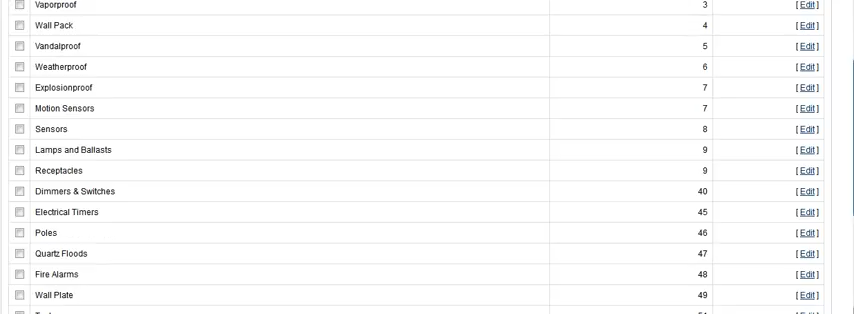 Vaporproof 3 [ Edit ]
Wall Pack 4 [ Edit ]
Vandalproof 5 [ Edit ]
Weatherproof 6 [ Edit ]
Explosionproof 7 [ Edit ]
Motion Sensors 7 [ Edit ]
Sensors 8 [ Edit ]
Lamps and Ballasts 9 [ Edit ]
Receptacles 9 [ Edit ]
Dimmers & Switches 40 [ Edit ]
Electrical Timers 45 [ Edit ]
Poles 46 [ Edit ]
Quartz Floods 47 [ Edit ]
Fire Alarms 48 [ Edit ]
Wall Plate 49 [ Edit ]